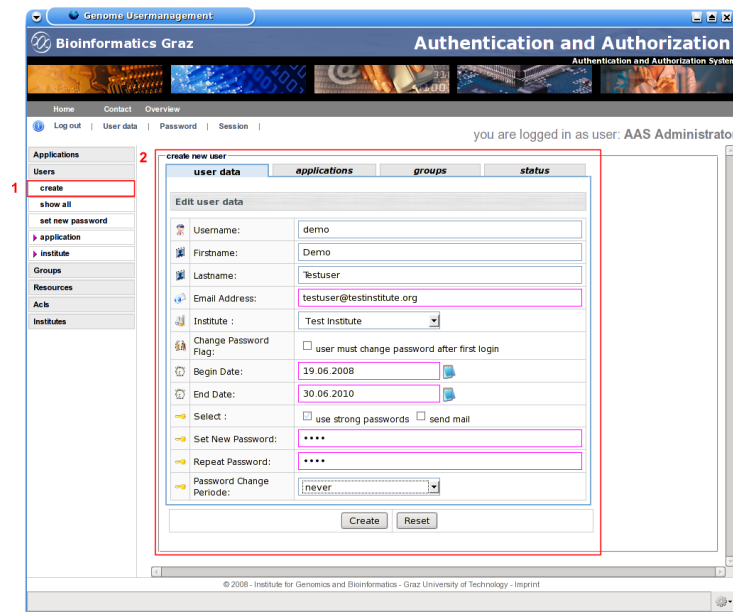 Genome Usermanagement
Bioinformatics Graz
Authentication and Authorization
Authentication and Authorization System
Home Contact Overview
Log out | User data | Password | Session |
you are logged in as user: AAS Administrato
Applications
Users
1
create
show all
set new password
application
institute
Groups
Resources
Acls
Institutes
2
create new user
user data applications groups status
Edit user data
Username: demo
Firstname: Demo
Lastname: Testuser
Email Address: testuser@testinstitute.org
Institute : Test Institute
Change Password Flag: user must change password after first login
Begin Date: 19.06.2008
End Date: 30.06.2010
Select : use strong passwords send mail
Set New Password: ••••
Repeat Password: ••••
Password Change Periode: never
Create Reset
© 2008 - Institute for Genomics and Bioinformatics - Graz University of Technology - Imprint